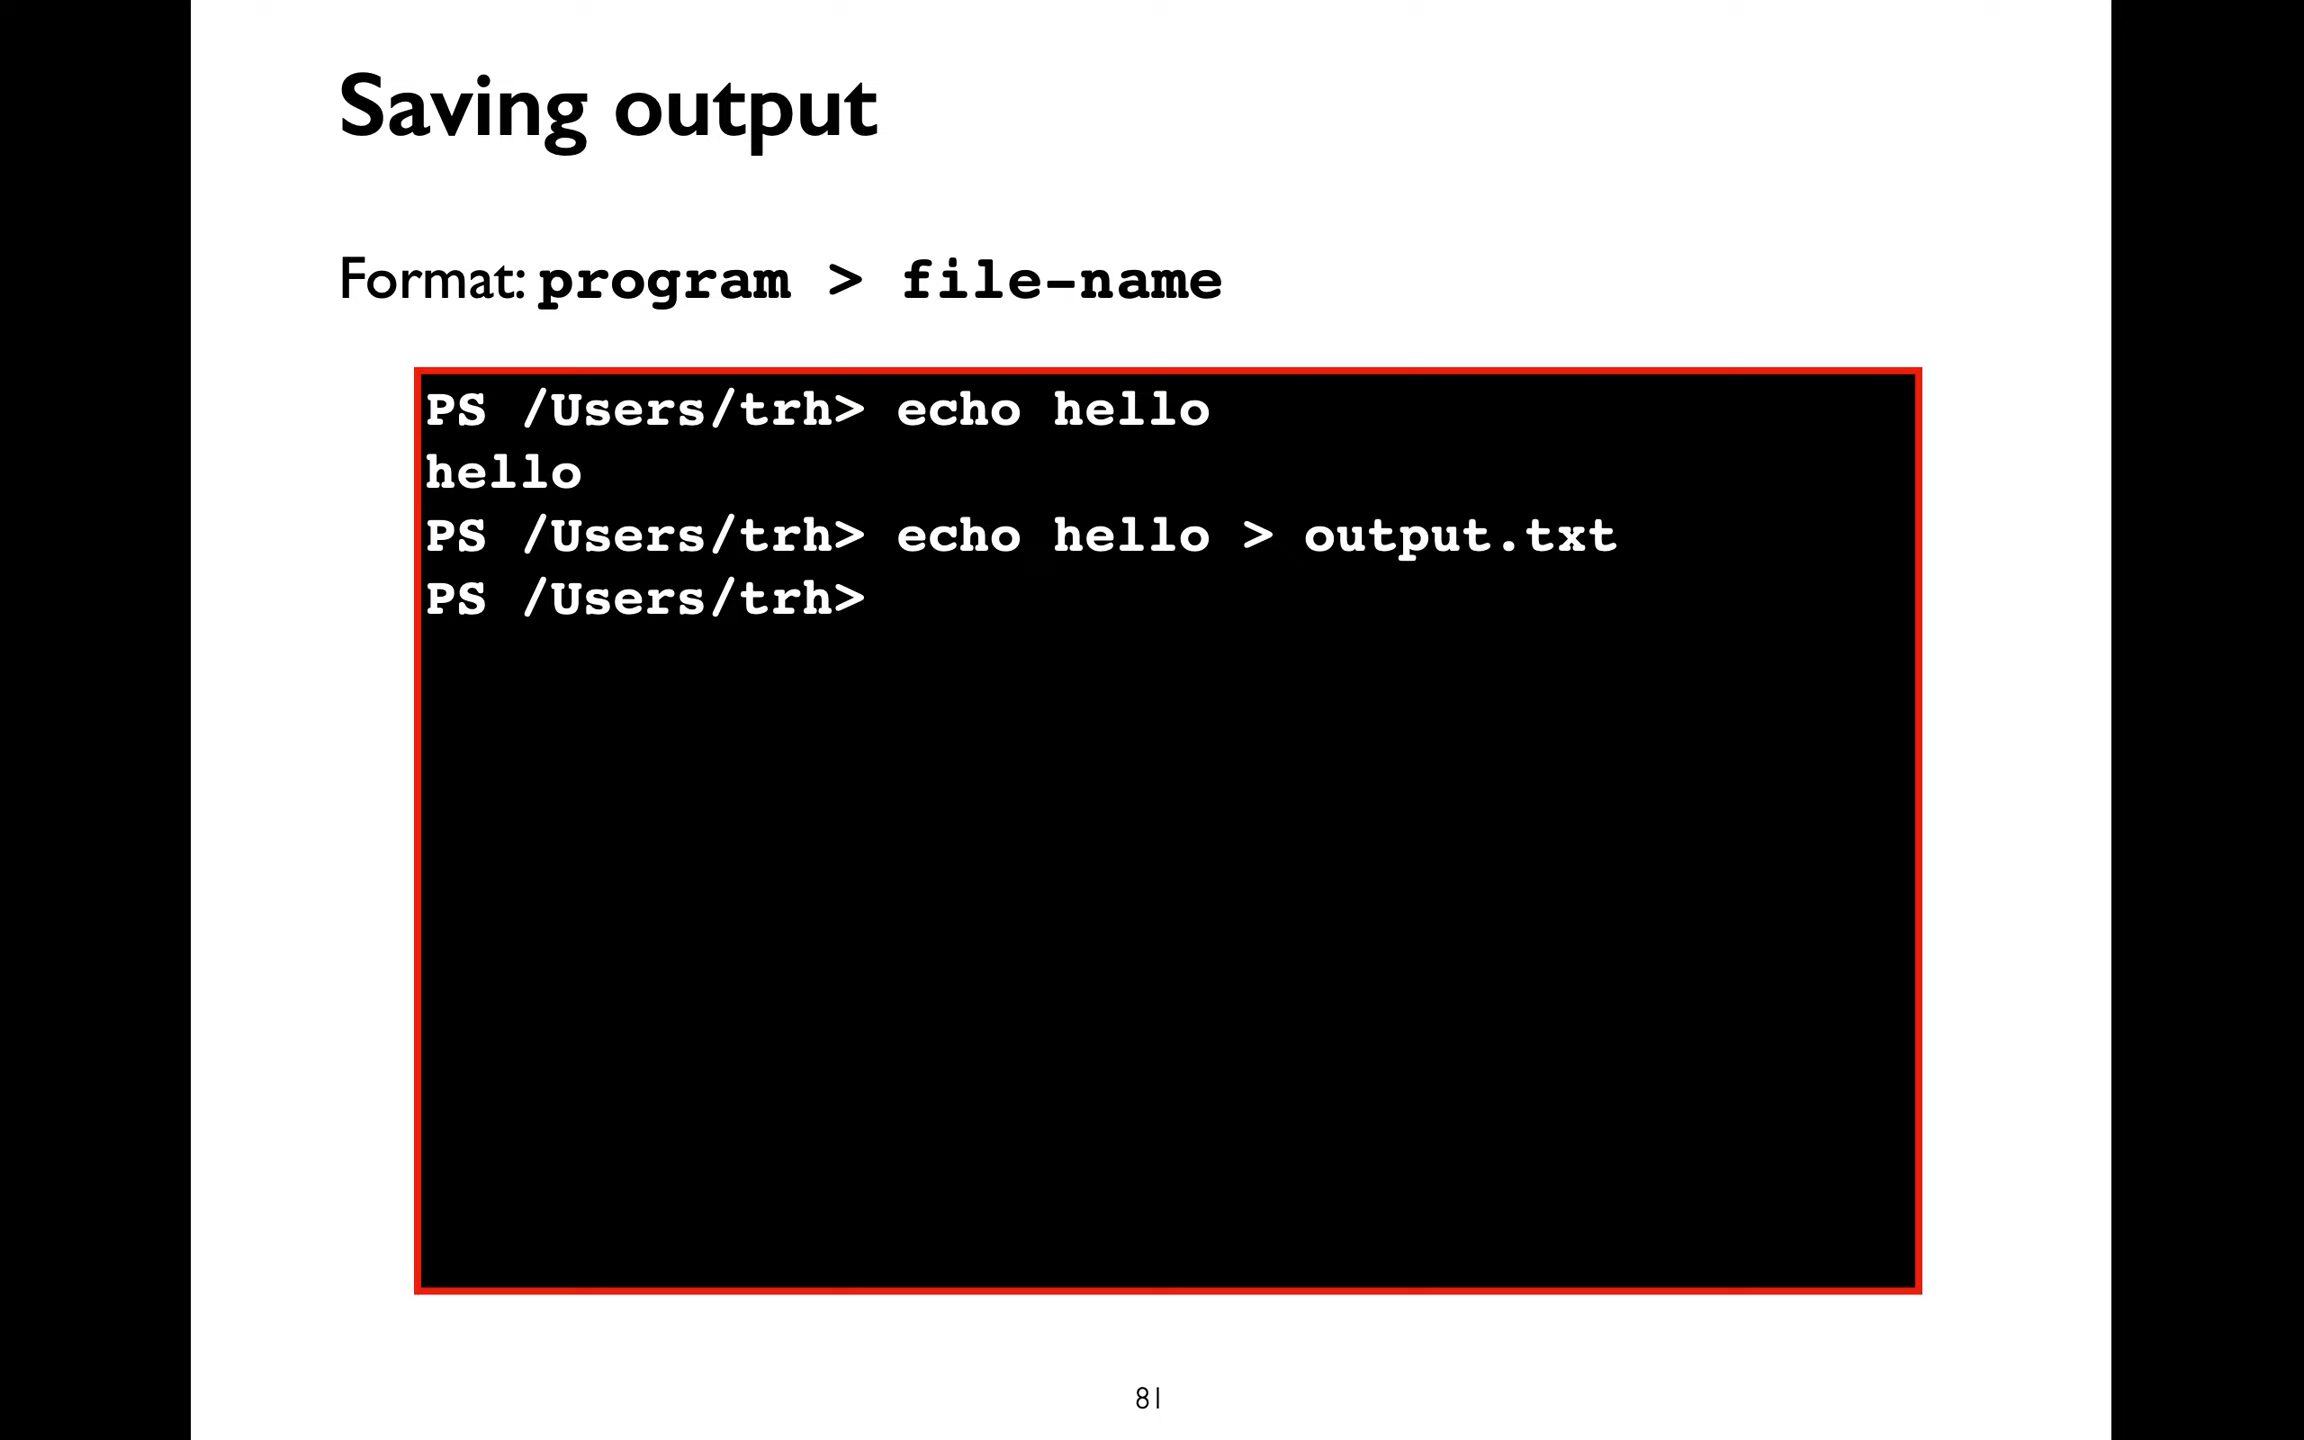 Saving output
Format: program > file-name
PS /Users/trh> echo hello
hello
PS /Users/trh> echo hello > output.txt
PS /Users/trh>
81